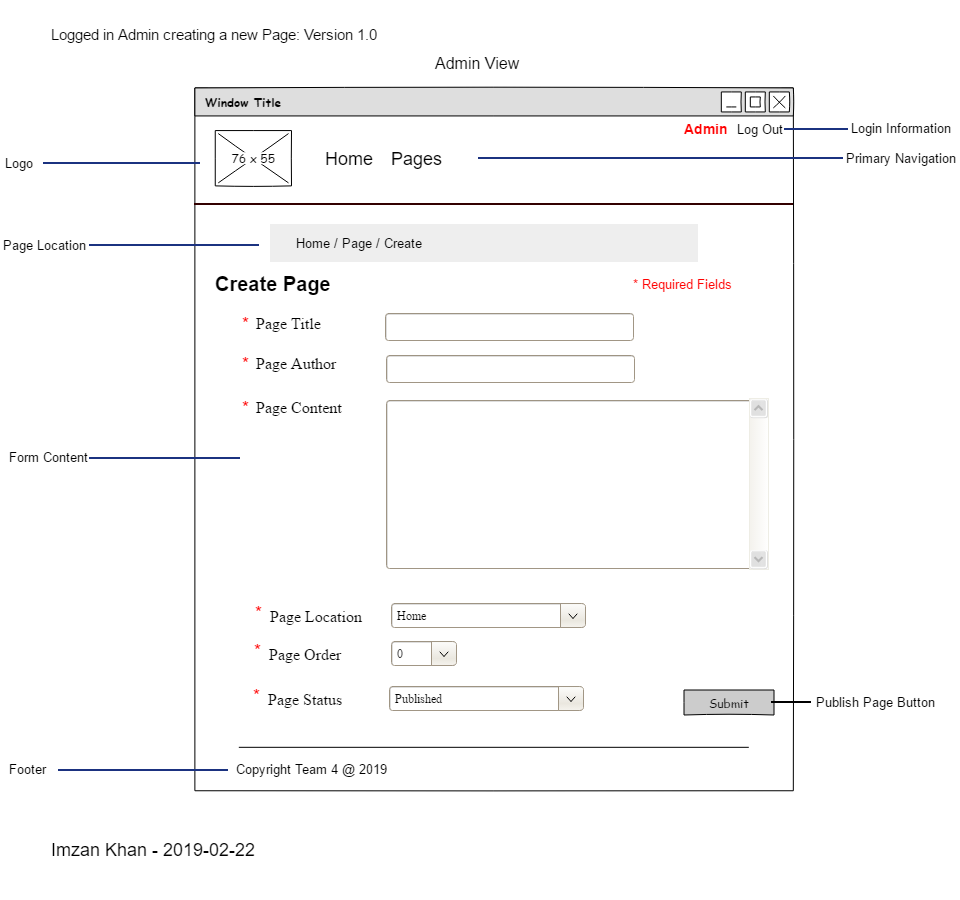 Logged in Admin creating a new Page: Version 1.0
Admin View
Window Title
Admin Log Out Login Information
Logo 76 x 55 Home Pages Primary Navigation
Page Location Home / Page / Create
Create Page * Required Fields
* Page Title
* Page Author
* Page Content
Form Content
* Page Location Home
* Page Order 0
* Page Status Published Submit Publish Page Button
Footer Copyright Team 4 @ 2019
Imzan Khan - 2019-02-22